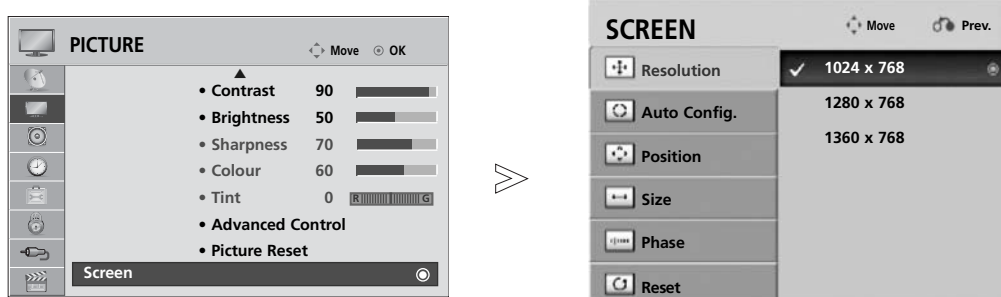 PICTURE
Move
OK
• Contrast 90
• Brightness 50
• Sharpness 70
• Colour 60
• Tint 0 R G
• Advanced Control
• Picture Reset
Screen
SCREEN
Move
Prev.
Resolution
Auto Config.
Position
Size
Phase
Reset
1024 x 768
1280 x 768
1360 x 768